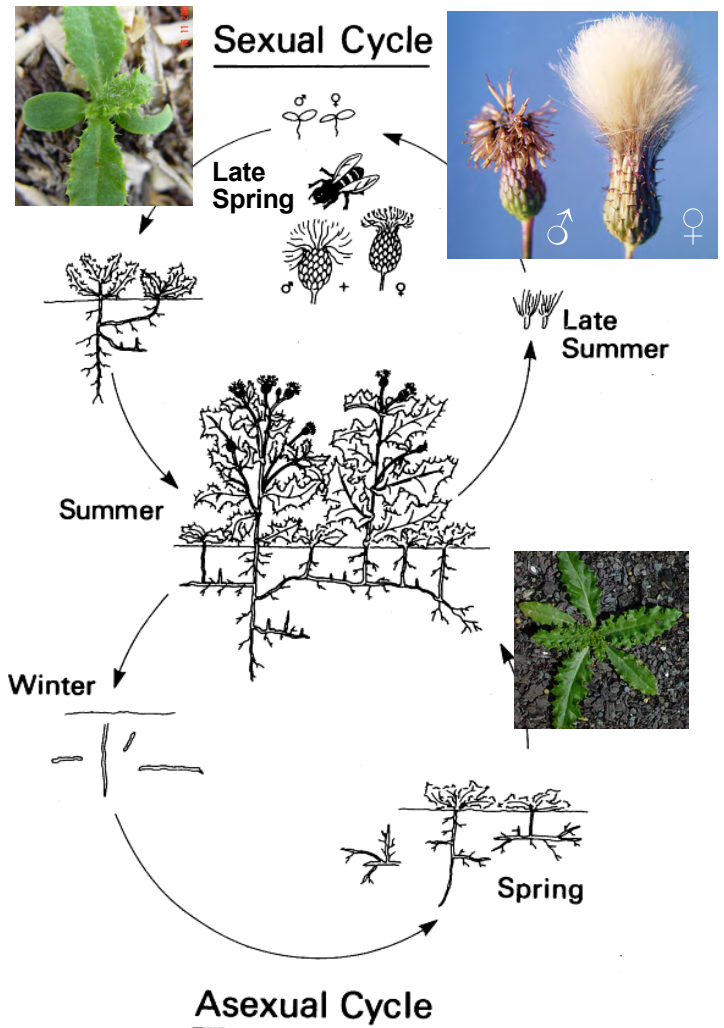 Sexual Cycle
♂ ♀
Late
Spring
♂ + ♀
♂ ♀
Late
Summer
Summer
Winter
Spring
Asexual Cycle